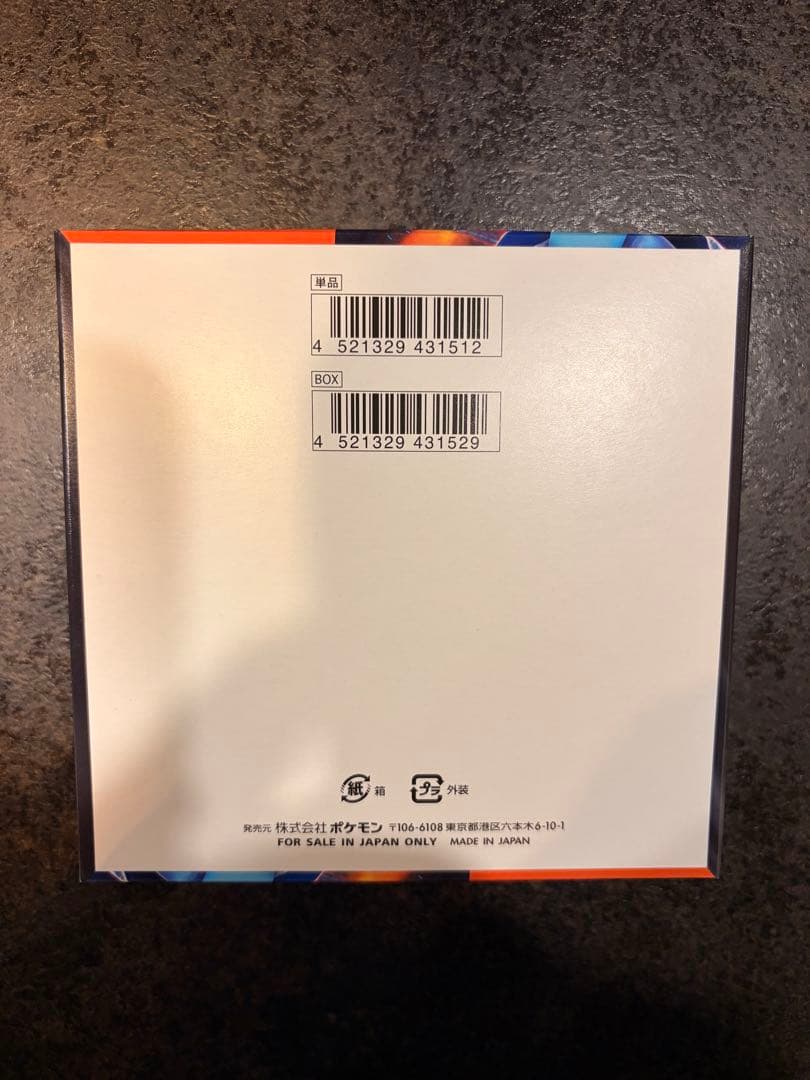 単品
4 521329 431512
BOX
4 521329 431529
紙 箱 プラ 外装
発売元 株式会社 ポケモン 〒106-6108 東京都港区六本木6-10-1
FOR SALE IN JAPAN ONLY MADE IN JAPAN